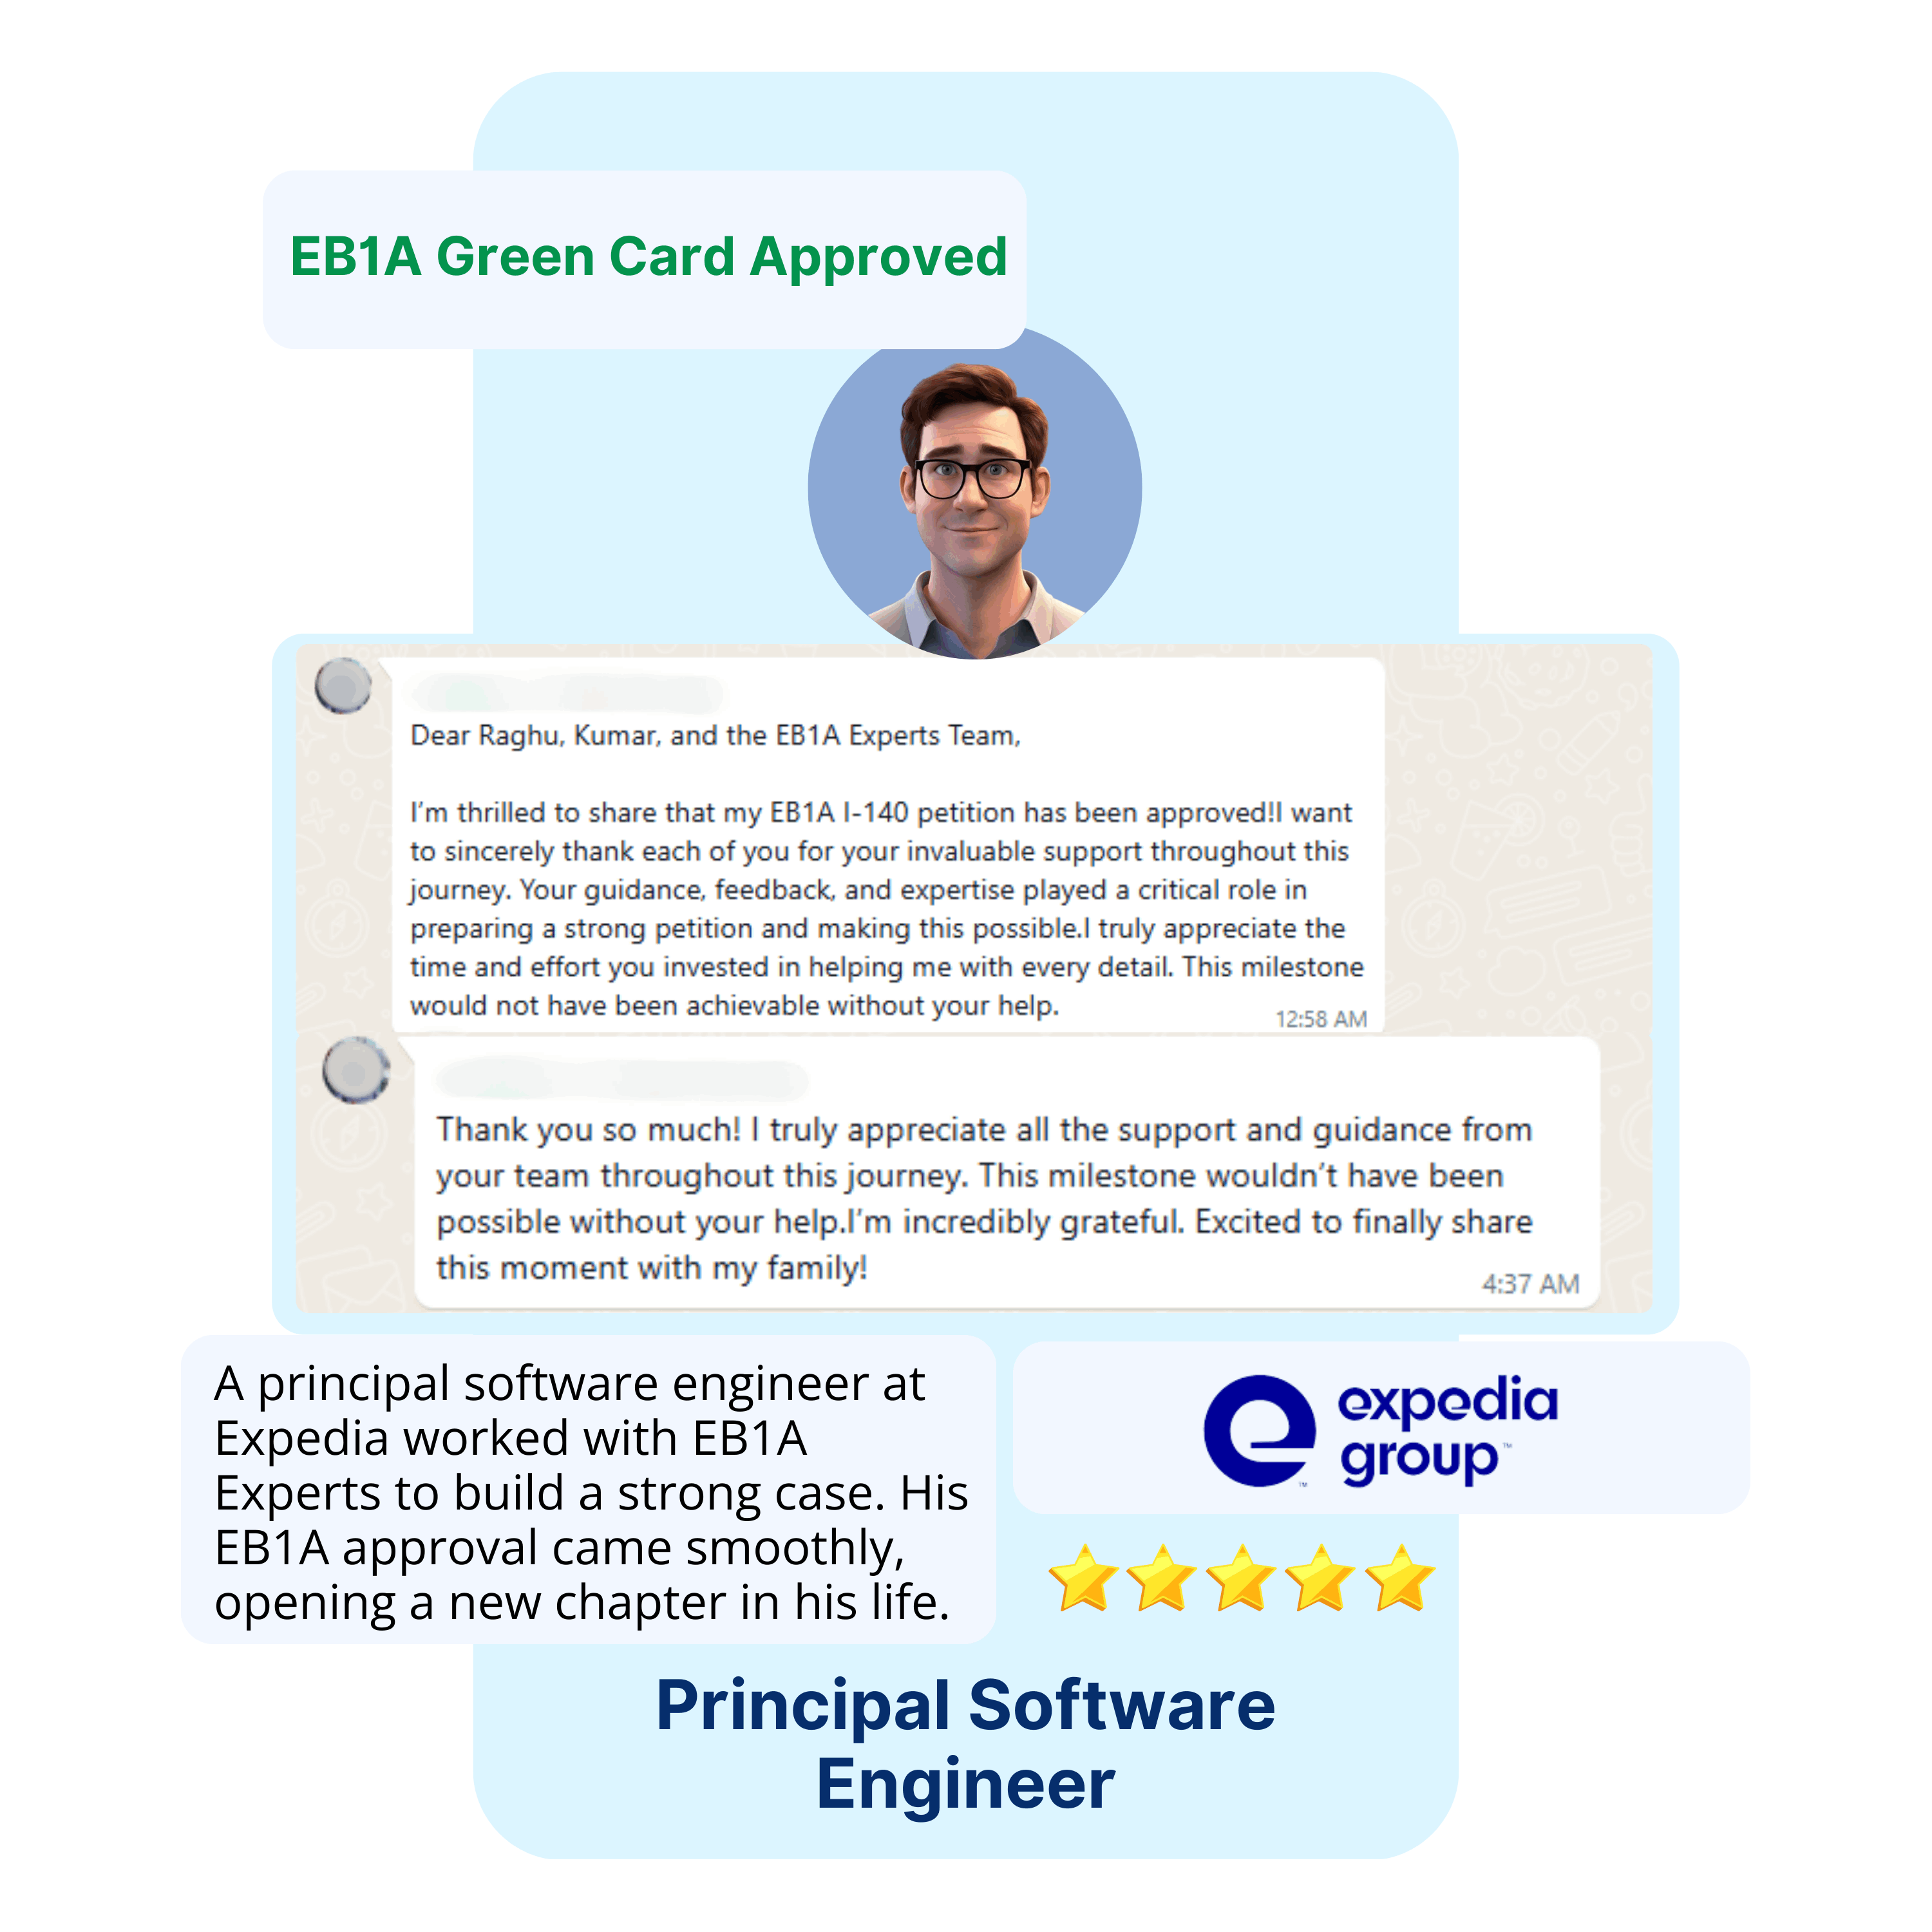 EB1A Green Card Approved
Dear Raghu, Kumar, and the EB1A Experts Team,
I'm thrilled to share that my EB1A I-140 petition has been approved!I want
to sincerely thank each of you for your invaluable support throughout this
journey. Your guidance, feedback, and expertise played a critical role in
preparing a strong petition and making this possible.I truly appreciate the
time and effort you invested in helping me with every detail. This milestone
would not have been achievable without your help.
12:58 AM
Thank you so much! I truly appreciate all the support and guidance from
your team throughout this journey. This milestone wouldn't have been
possible without your help.I'm incredibly grateful. Excited to finally share
this moment with my family!
4:37 AM
A principal software engineer at
Expedia worked with EB1A
Experts to build a strong case. His
EB1A approval came smoothly,
opening a new chapter in his life.
e™ expedia
group™
Principal Software
Engineer